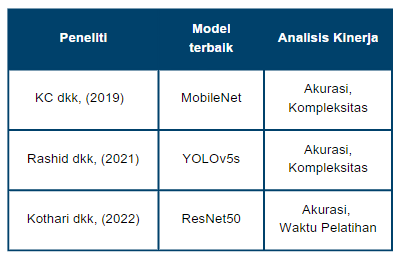 Peneliti
Model
terbaik
Analisis Kinerja
KC dkk, (2019)
MobileNet
Akurasi,
Kompleksitas
Rashid dkk, (2021)
YOLOv5s
Akurasi,
Kompleksitas
Kothari dkk, (2022)
ResNet50
Akurasi,
Waktu Pelatihan